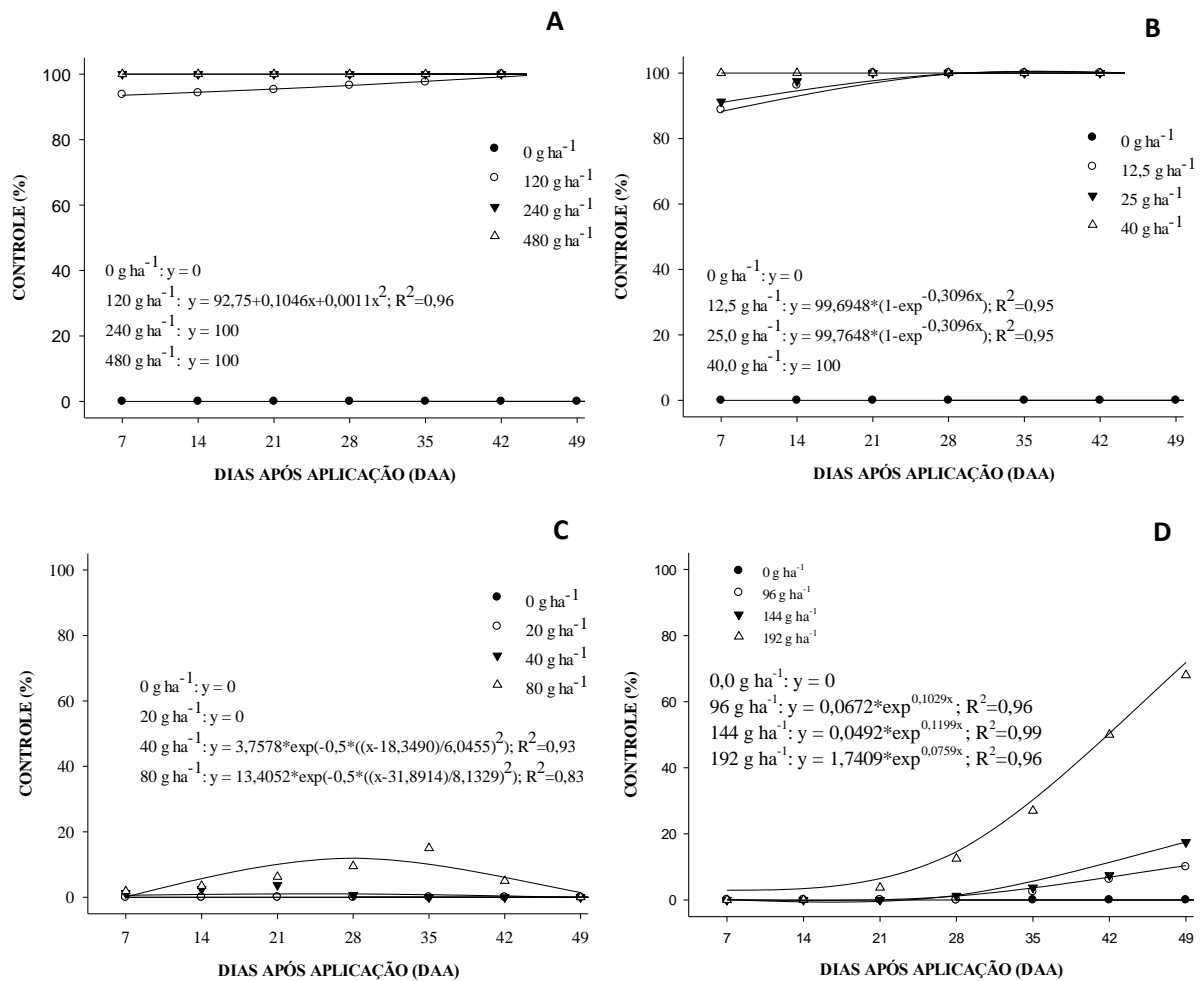 A
CONTROLE (%)
100
80
60
40
20
0
0 g ha⁻¹
120 g ha⁻¹
240 g ha⁻¹
480 g ha⁻¹
0 g ha⁻¹: y = 0
120 g ha⁻¹: y = 92,75+0,1046x+0,0011x²; R²=0,96
240 g ha⁻¹: y = 100
480 g ha⁻¹: y = 100
7 14 21 28 35 42 49
DIAS APÓS APLICAÇÃO (DAA)
B
CONTROLE (%)
100
80
60
40
20
0
0 g ha⁻¹
12,5 g ha⁻¹
25 g ha⁻¹
40 g ha⁻¹
0 g ha⁻¹: y = 0
12,5 g ha⁻¹: y = 99,6948*(1-exp⁻⁰,³⁰⁹⁶ˣ); R²=0,95
25,0 g ha⁻¹: y = 99,7648*(1-exp⁻⁰,³⁰⁹⁶ˣ); R²=0,95
40,0 g ha⁻¹: y = 100
7 14 21 28 35 42 49
DIAS APÓS APLICAÇÃO (DAA)
C
CONTROLE (%)
100
80
60
40
20
0
0 g ha⁻¹
20 g ha⁻¹
40 g ha⁻¹
80 g ha⁻¹
0 g ha⁻¹: y = 0
20 g ha⁻¹: y = 0
40 g ha⁻¹: y = 3,7578*exp(-0,5*((x-18,3490)/6,0455)²); R²=0,93
80 g ha⁻¹: y = 13,4052*exp(-0,5*((x-31,8914)/8,1329)²); R²=0,83
7 14 21 28 35 42 49
DIAS APÓS APLICAÇÃO (DAA)
D
CONTROLE (%)
100
80
60
40
20
0
0 g ha⁻¹
96 g ha⁻¹
144 g ha⁻¹
192 g ha⁻¹
0,0 g ha⁻¹: y = 0
96 g ha⁻¹: y = 0,0672*exp⁰,¹⁰²⁹ˣ; R²=0,96
144 g ha⁻¹: y = 0,0492*exp⁰,¹¹⁹⁹ˣ; R²=0,99
192 g ha⁻¹: y = 1,7409*exp⁰,⁰⁷⁵⁹ˣ; R²=0,96
7 14 21 28 35 42 49
DIAS APÓS APLICAÇÃO (DAA)